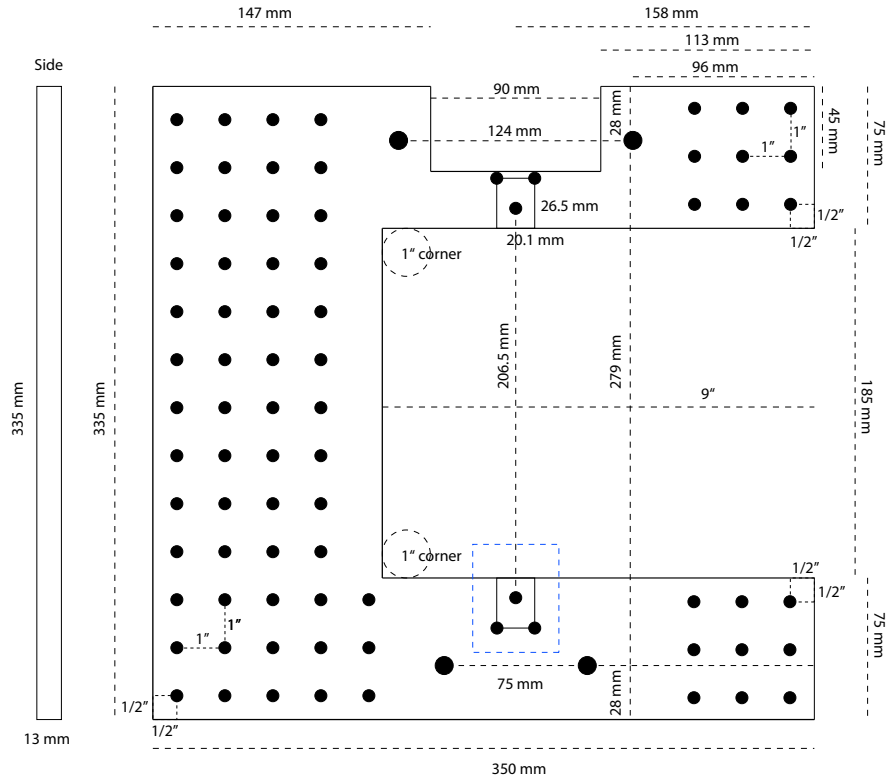 147 mm
158 mm
113 mm
96 mm
Side
90 mm
28 mm
45 mm
75 mm
124 mm
1”
1”
26.5 mm
1/2”
20.1 mm
1/2”
1“ corner
335 mm
335 mm
206.5 mm
279 mm
9“
185 mm
1“ corner
1/2”
1/2”
1”
1”
75 mm
75 mm
28 mm
1/2”
1/2”
13 mm
350 mm